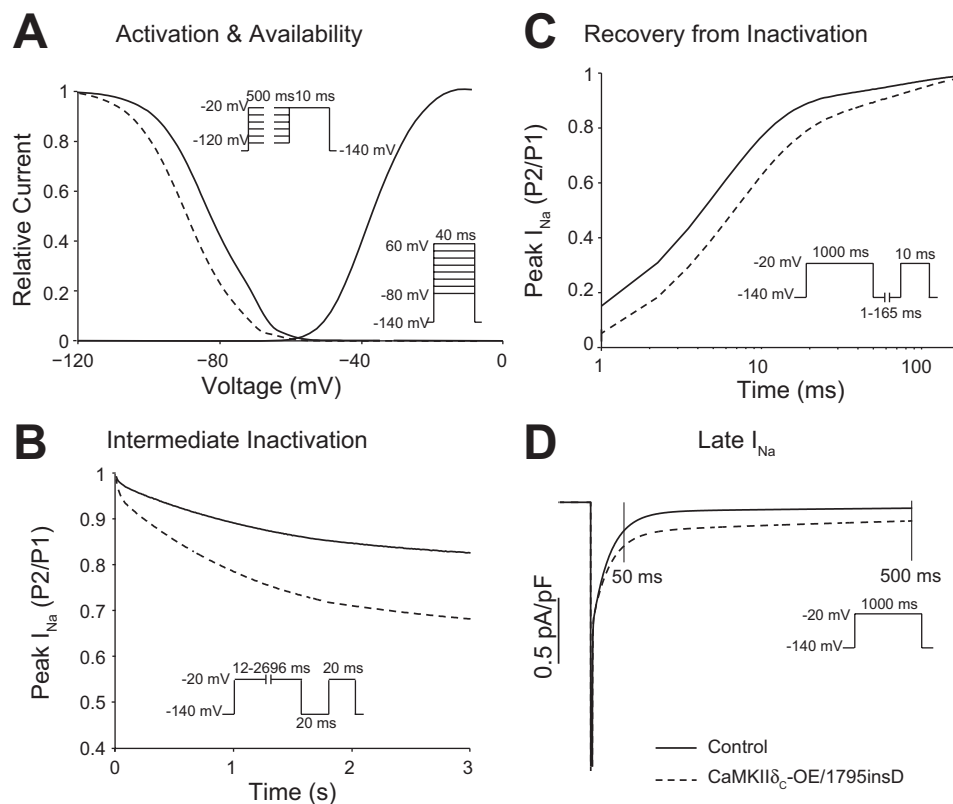 A
Activation & Availability
1
0.8
0.6
0.4
0.2
0
Relative Current
−120
−80
−40
0
Voltage (mV)
500 ms 10 ms
-20 mV
-120 mV
-140 mV
40 ms
60 mV
-80 mV
-140 mV
C
Recovery from Inactivation
1
0.8
0.6
0.4
0.2
0
Peak INa (P2/P1)
1
10
100
Time (ms)
1000 ms
10 ms
-20 mV
-140 mV
1-165 ms
B
Intermediate Inactivation
1
0.9
0.8
0.7
0.6
0.5
0.4
Peak INa (P2/P1)
0
1
2
3
Time (s)
12-2696 ms
20 ms
-20 mV
-140 mV
20 ms
D
Late INa
50 ms
500 ms
0.5 pA/pF
1000 ms
-20 mV
-140 mV
Control
CaMKIIδC-OE/1795insD